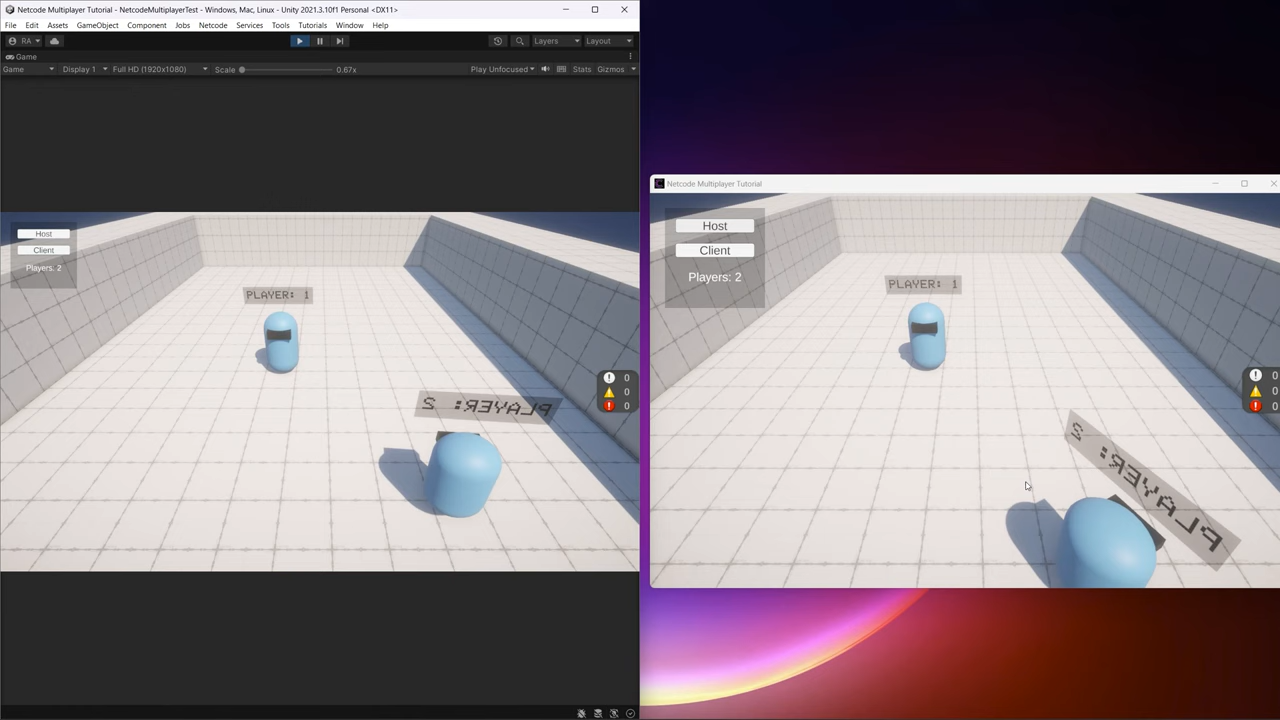 Netcode Multiplayer Tutorial - NetcodeMultiplayerTest - Windows, Mac, Linux - Unity 2021.3.10f1 Personal <DX11>
File Edit Assets GameObject Component Jobs Netcode Services Tools Tutorials Window Help
RA Layers Layout
Game
Game Display 1 Full HD (1920x1080) Scale 0.67x Play Unfocused Stats Gizmos
Host
Client
Players: 2
PLAYER: 1
PLAYER: 2
0
0
0
Netcode Multiplayer Tutorial
Host
Client
Players: 2
PLAYER: 1
PLAYER: 2
0
0
0